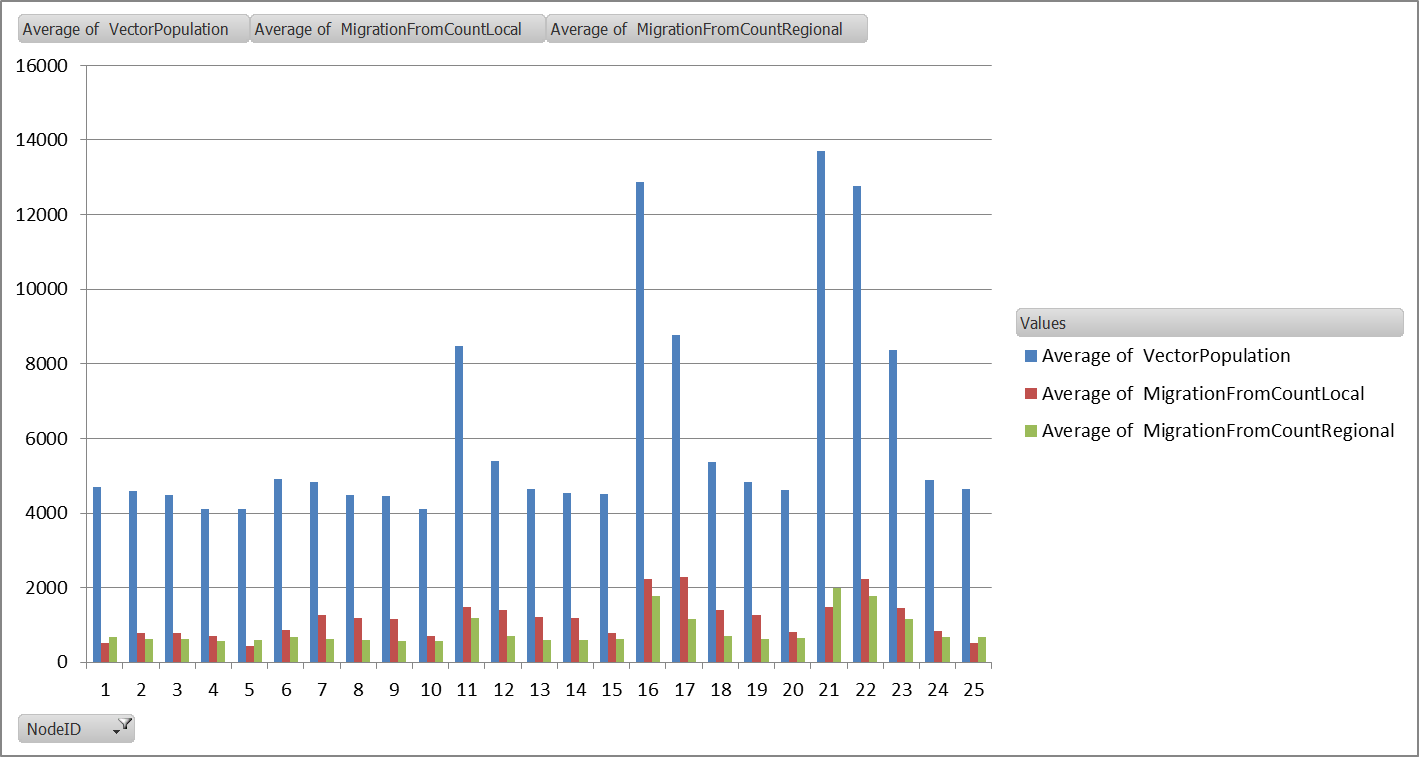 Average of VectorPopulation Average of MigrationFromCountLocal Average of MigrationFromCountRegional
16000
14000
12000
10000
8000
6000
4000
2000
0
1 2 3 4 5 6 7 8 9 10 11 12 13 14 15 16 17 18 19 20 21 22 23 24 25
NodeID
Values
Average of VectorPopulation
Average of MigrationFromCountLocal
Average of MigrationFromCountRegional